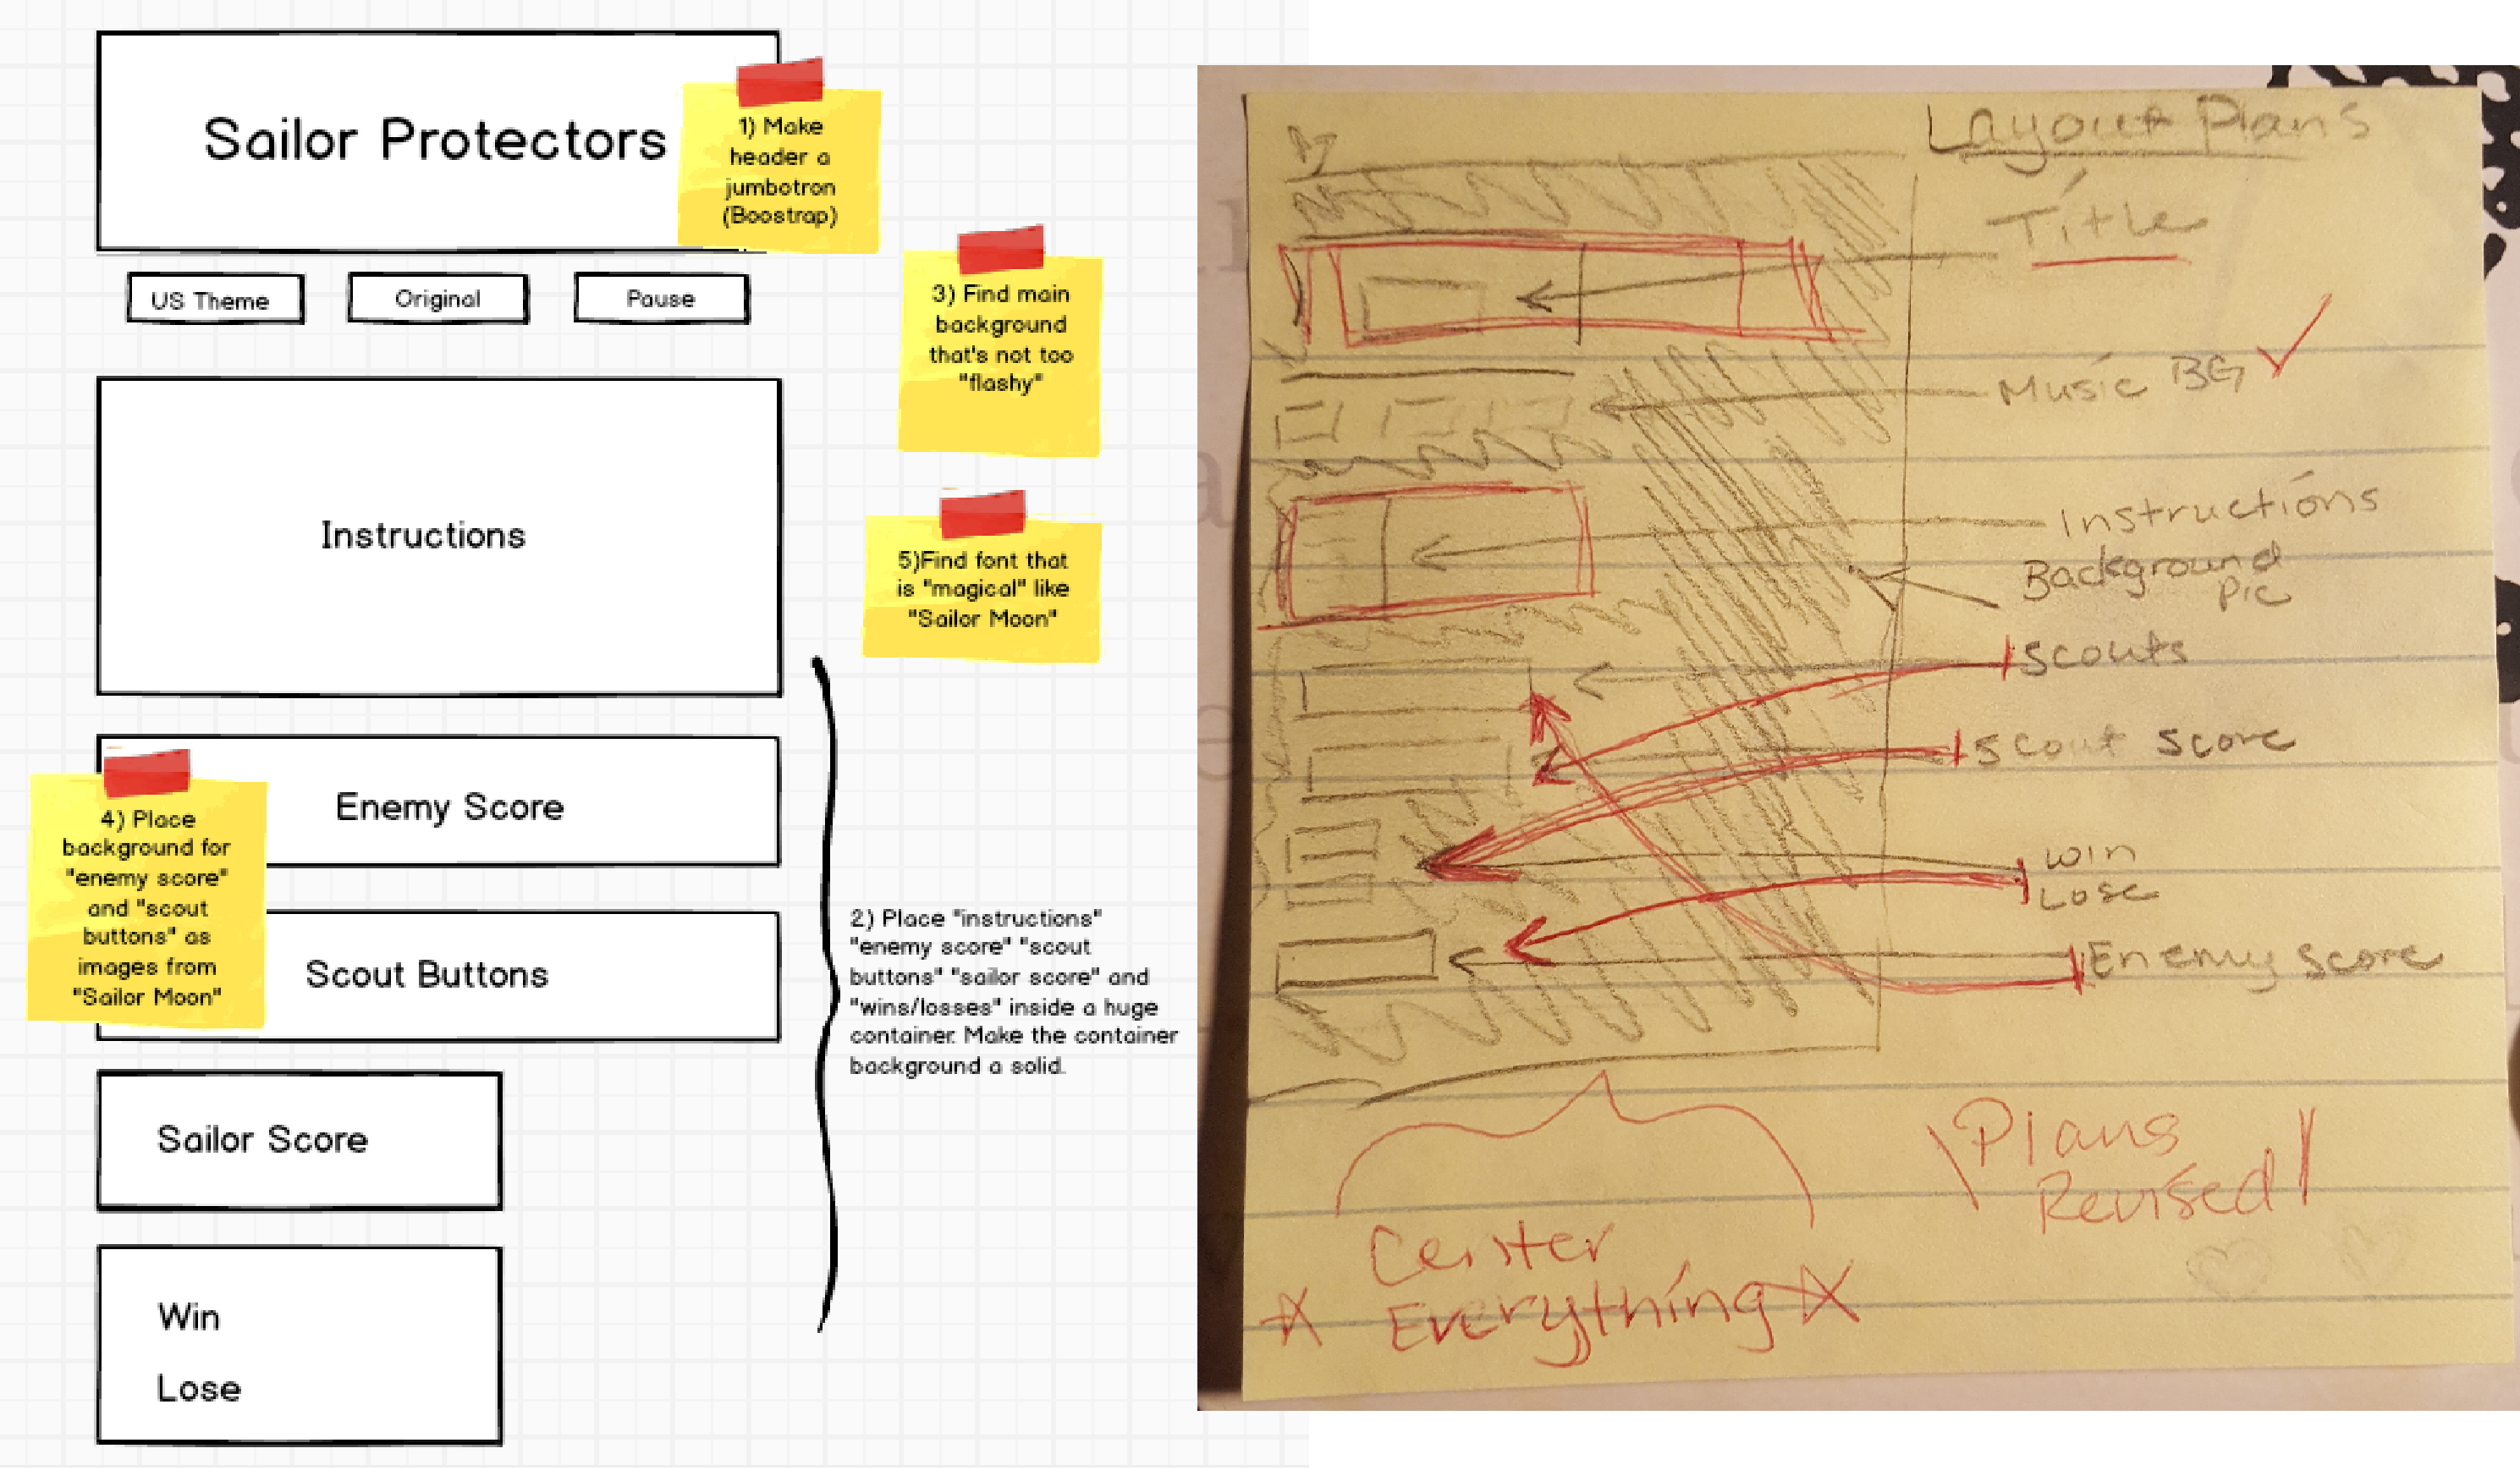 Sailor Protectors
1) Make
header a
jumbotron
(Boostrap)
US Theme
Original
Pause
3) Find main
background
that's not too
"flashy"
Instructions
5)Find font that
is "magical" like
"Sailor Moon"
Enemy Score
4) Place
background for
"enemy score"
and "scout
buttons" as
images from
"Sailor Moon"
Scout Buttons
2) Place "instructions"
"enemy score" "scout
buttons" "sailor score" and
"wins/losses" inside a huge
container. Make the container
background a solid.
Sailor Score
Win
Lose
Layout Plans
Title
Music BG
Instructions
Background
Pic
Scouts
Scout Score
Win
Lose
Enemy Score
Plans
Revised
Center
Everything